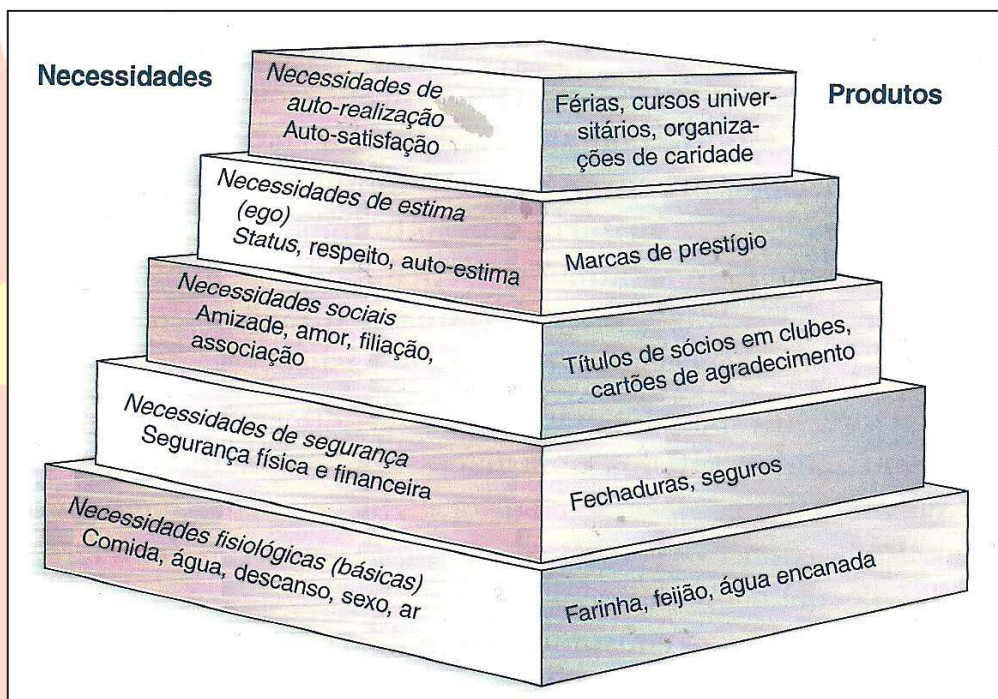 Necessidades
Produtos
Necessidades de
auto-realização
Auto-satisfação
Férias, cursos univer-
sitários, organiza-
ções de caridade
Necessidades de estima
(ego)
Status, respeito, auto-estima
Marcas de prestígio
Necessidades sociais
Amizade, amor, filiação,
associação
Títulos de sócios em clubes,
cartões de agradecimento
Necessidades de segurança
Segurança física e financeira
Fechaduras, seguros
Necessidades fisiológicas (básicas)
Comida, água, descanso, sexo, ar
Farinha, feijão, água encanada